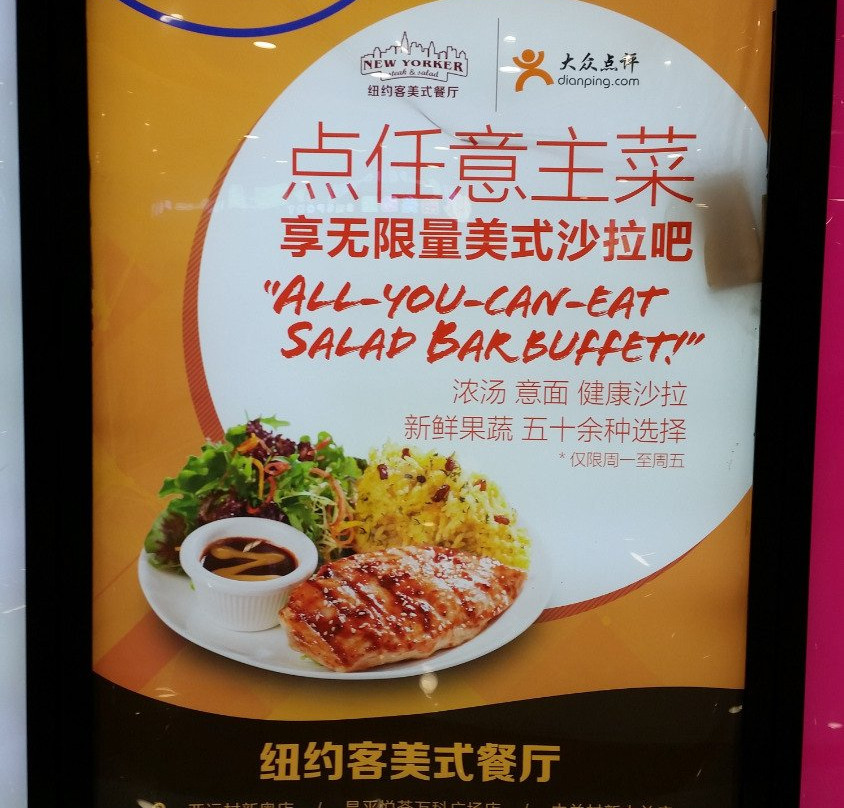 NEW YORKER
steak & salad
纽约客美式餐厅
大众点评
dianping.com
点任意主菜
享无限量美式沙拉吧
"ALL-YOU-CAN-EAT
SALAD BAR BUFFET!"
浓汤 意面 健康沙拉
新鲜果蔬 五十余种选择
*仅限周一至周五
纽约客美式餐厅